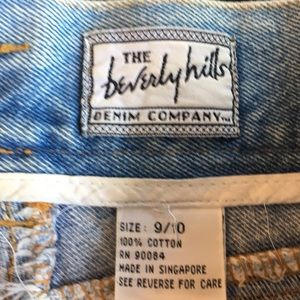 THE
beverly hills
DENIM COMPANY
SIZE: 9/10
100% COTTON
RN 90084
MADE IN SINGAPORE
SEE REVERSE FOR CARE